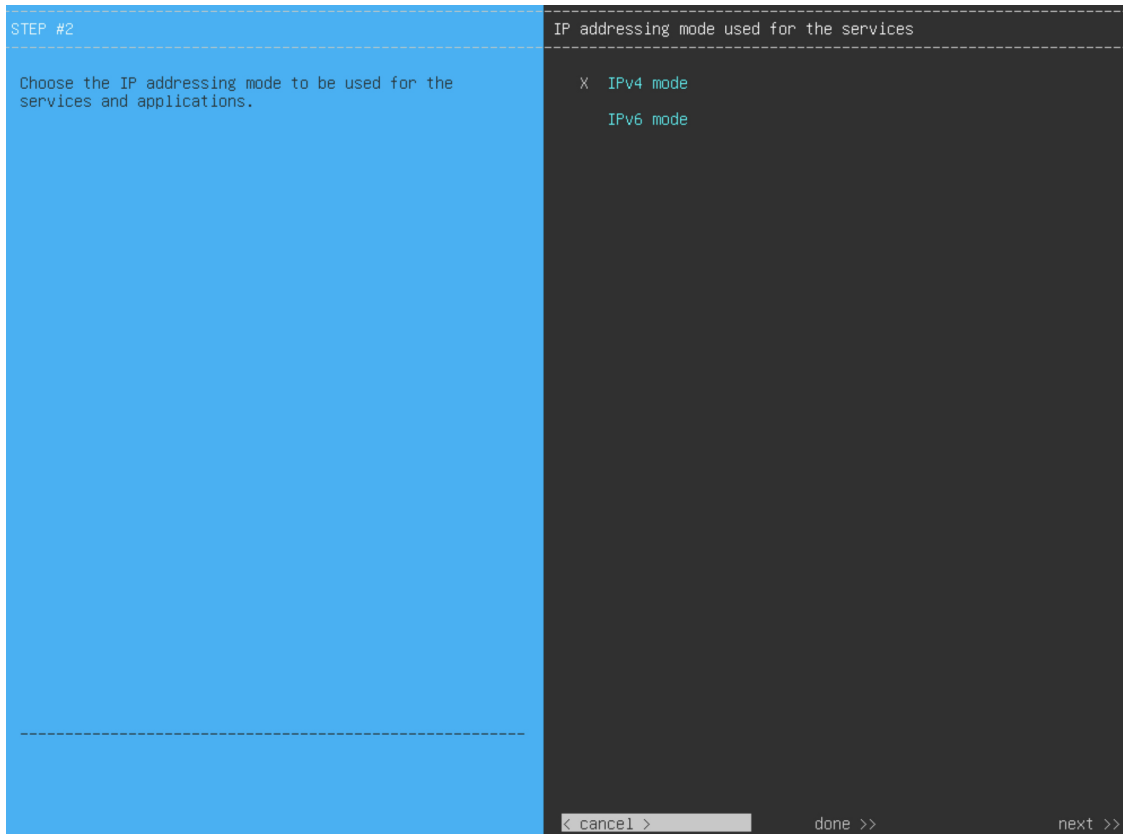 STEP #2
Choose the IP addressing mode to be used for the
services and applications.
IP addressing mode used for the services
X IPv4 mode
IPv6 mode
< cancel > done >> next >>